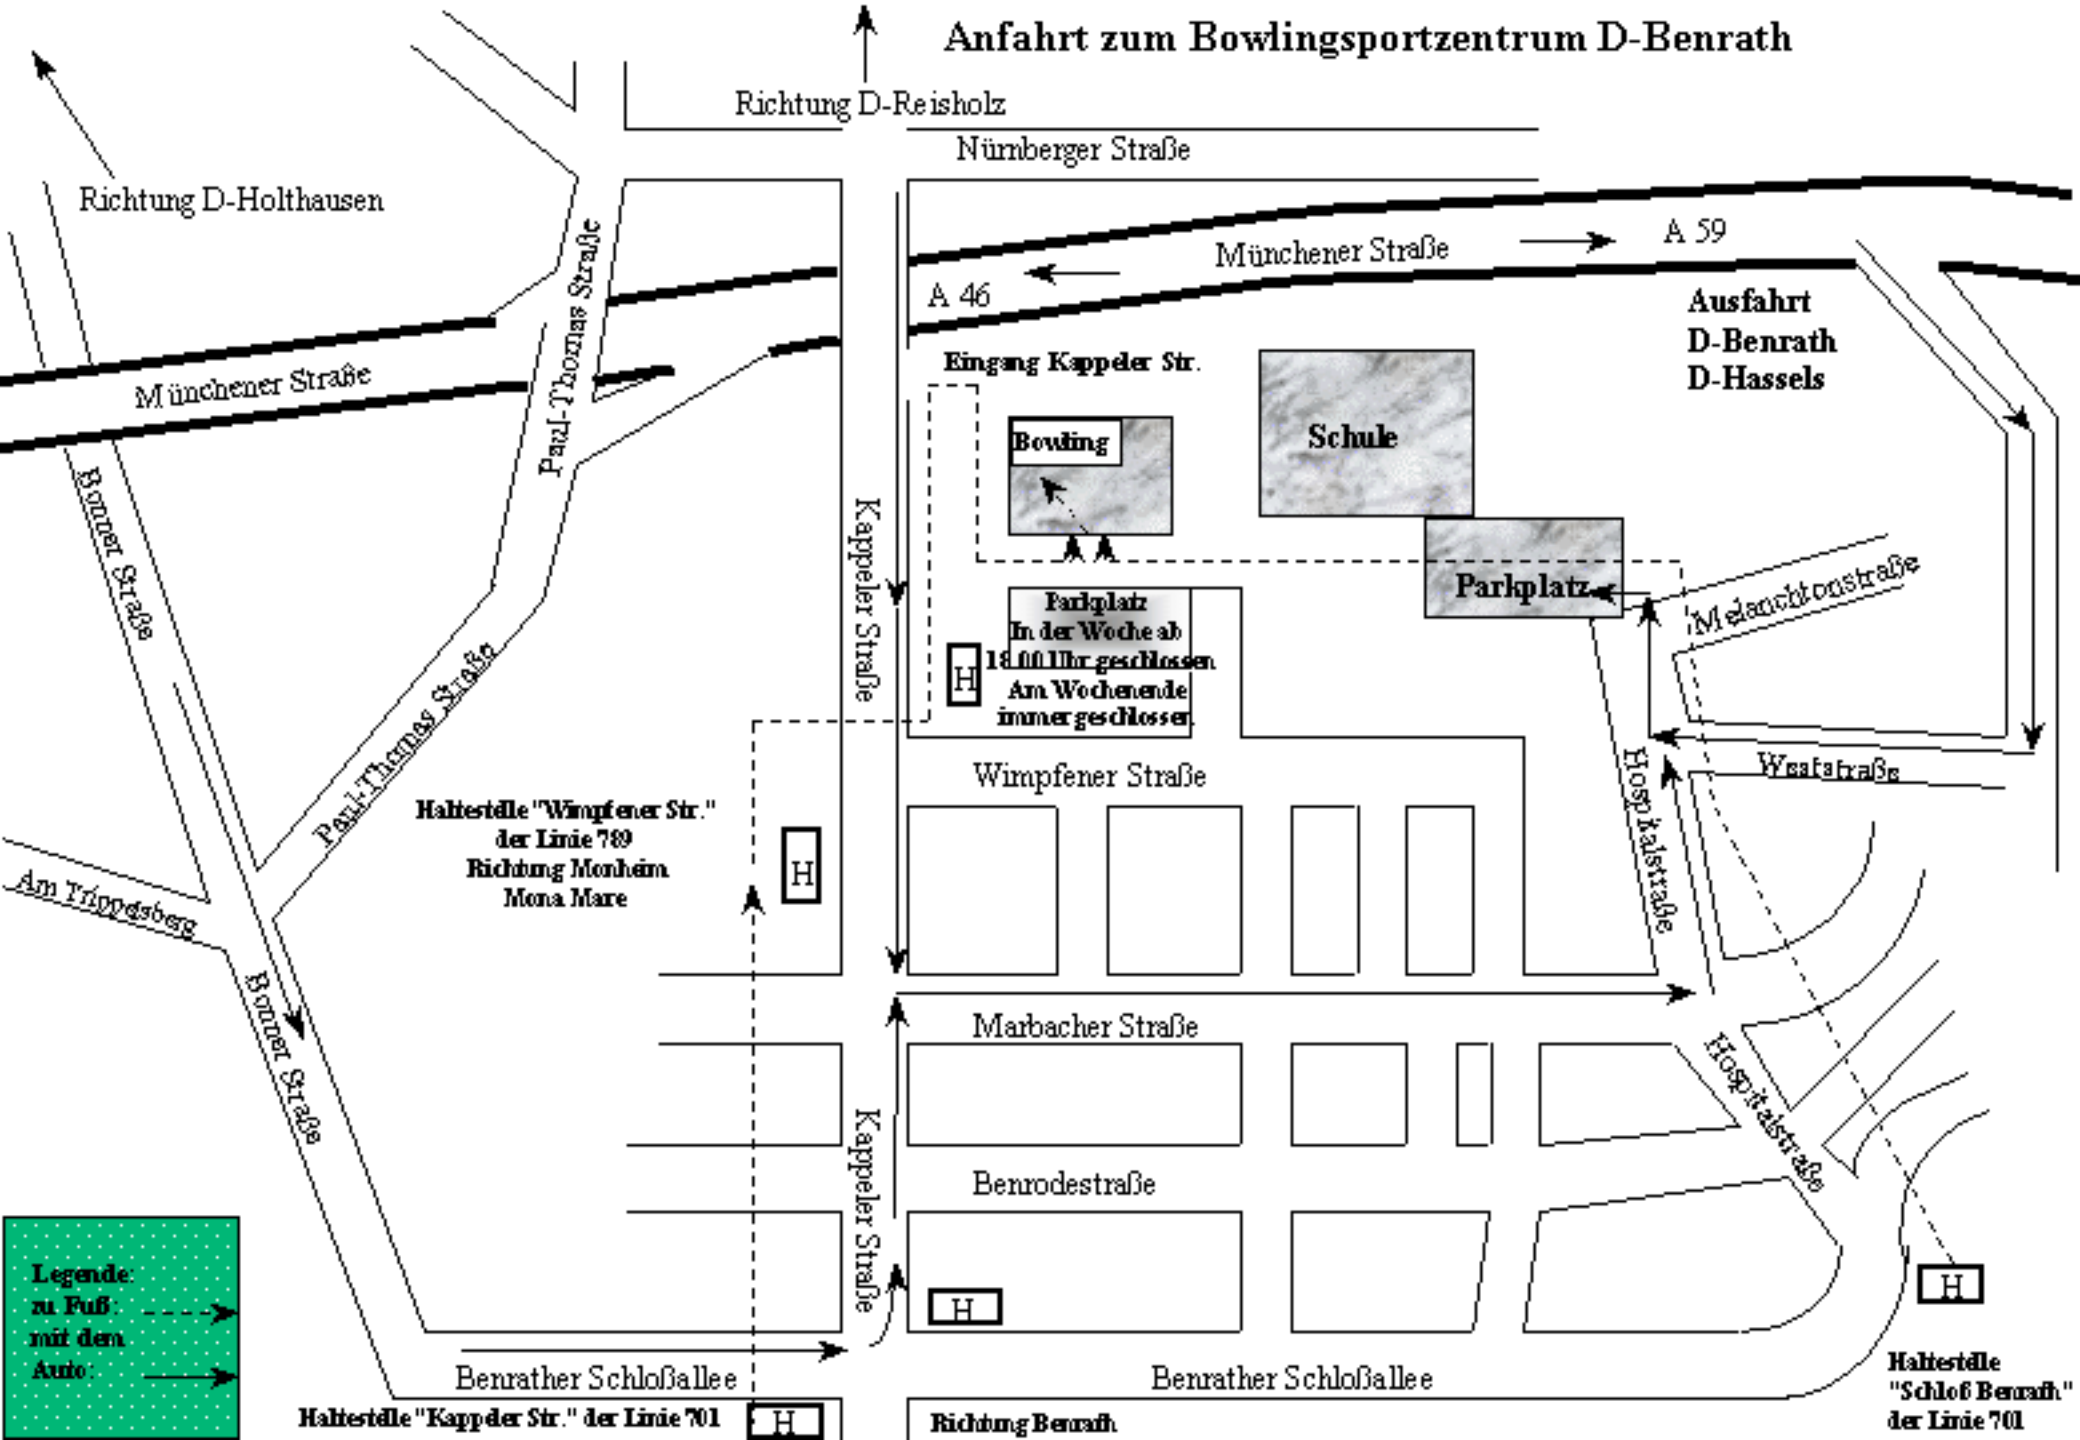 Anfahrt zum Bowlingsportzentrum D-Benrath
Richtung D-Reisholz
Nürnberger Straße
Richtung D-Holthausen
Paul-Thomas Straße
Münchener Straße
A 59
A 46
Ausfahrt
D-Benrath
D-Hassels
Eingang Kappeler Str.
Münchener Straße
Paul-Thomas Straße
Bowling
Schule
Bonner Straße
Kappeler Straße
Parkplatz
Melanchtonstraße
Parkplatz
In der Woche ab
18.00 Uhr geschlossen
Am Wochenende
immer geschlossen
H
Paul-Thomas Straße
Wimpfener Straße
Hospitalstraße
Weststraße
Haltestelle "Wimpfener Str."
der Linie 789
Richtung Monheim
Mona Mare
H
Am Trippelsberg
Bonner Straße
Marbacher Straße
Hospitalstraße
Kappeler Straße
Benrodestraße
Legende:
zu Fuß:
mit dem
Auto:
H
H
Benrather Schloßallee
Benrather Schloßallee
Haltestelle
"Schloß Benrath"
der Linie 701
Haltestelle "Kappeler Str." der Linie 701
H
Richtung Benrath